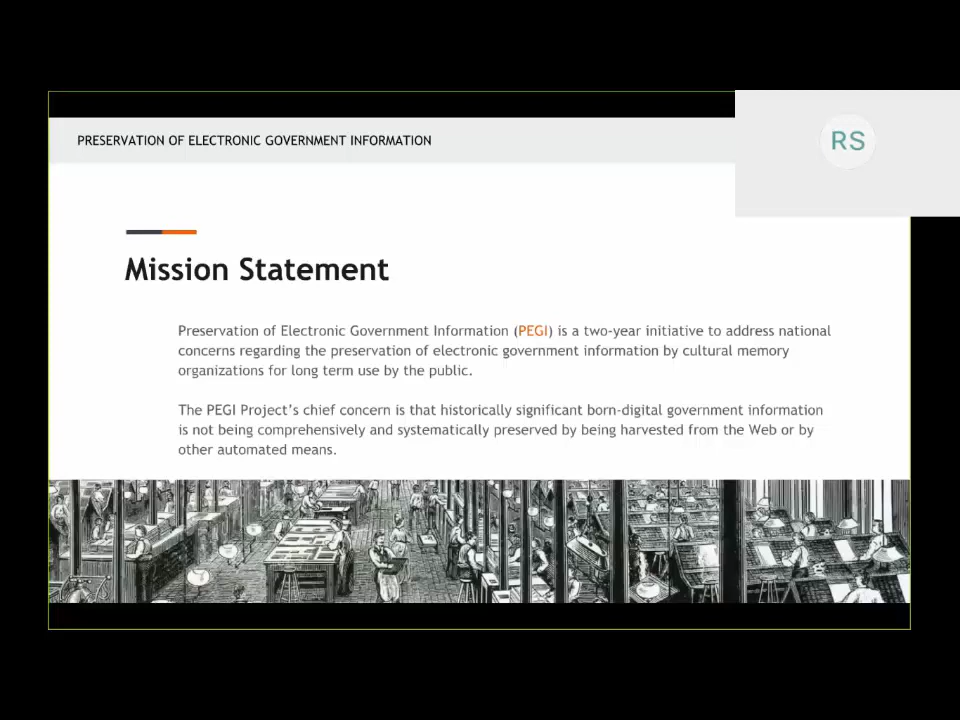 PRESERVATION OF ELECTRONIC GOVERNMENT INFORMATION
RS
Mission Statement
Preservation of Electronic Government Information (PEGI) is a two-year initiative to address national
concerns regarding the preservation of electronic government information by cultural memory
organizations for long term use by the public.
The PEGI Project's chief concern is that historically significant born-digital government information
is not being comprehensively and systematically preserved by being harvested from the Web or by
other automated means.